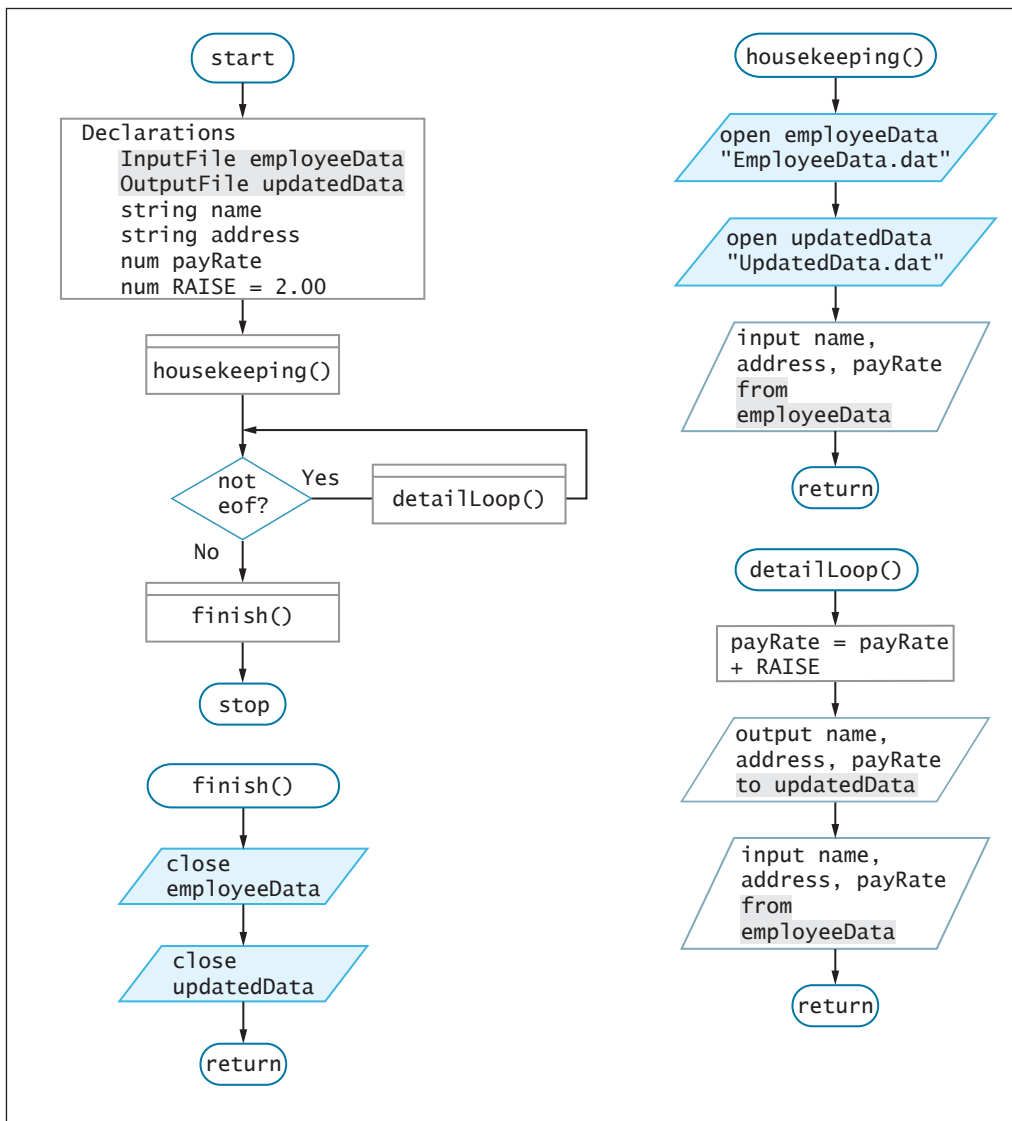 start
Declarations
InputFile employeeData
OutputFile updatedData
string name
string address
num payRate
num RAISE = 2.00
housekeeping()
not
eof?
Yes
detailLoop()
No
finish()
stop
finish()
close
employeeData
close
updatedData
return
housekeeping()
open employeeData
"EmployeeData.dat"
open updatedData
"UpdatedData.dat"
input name,
address, payRate
from
employeeData
return
detailLoop()
payRate = payRate
+ RAISE
output name,
address, payRate
to updatedData
input name,
address, payRate
from
employeeData
return